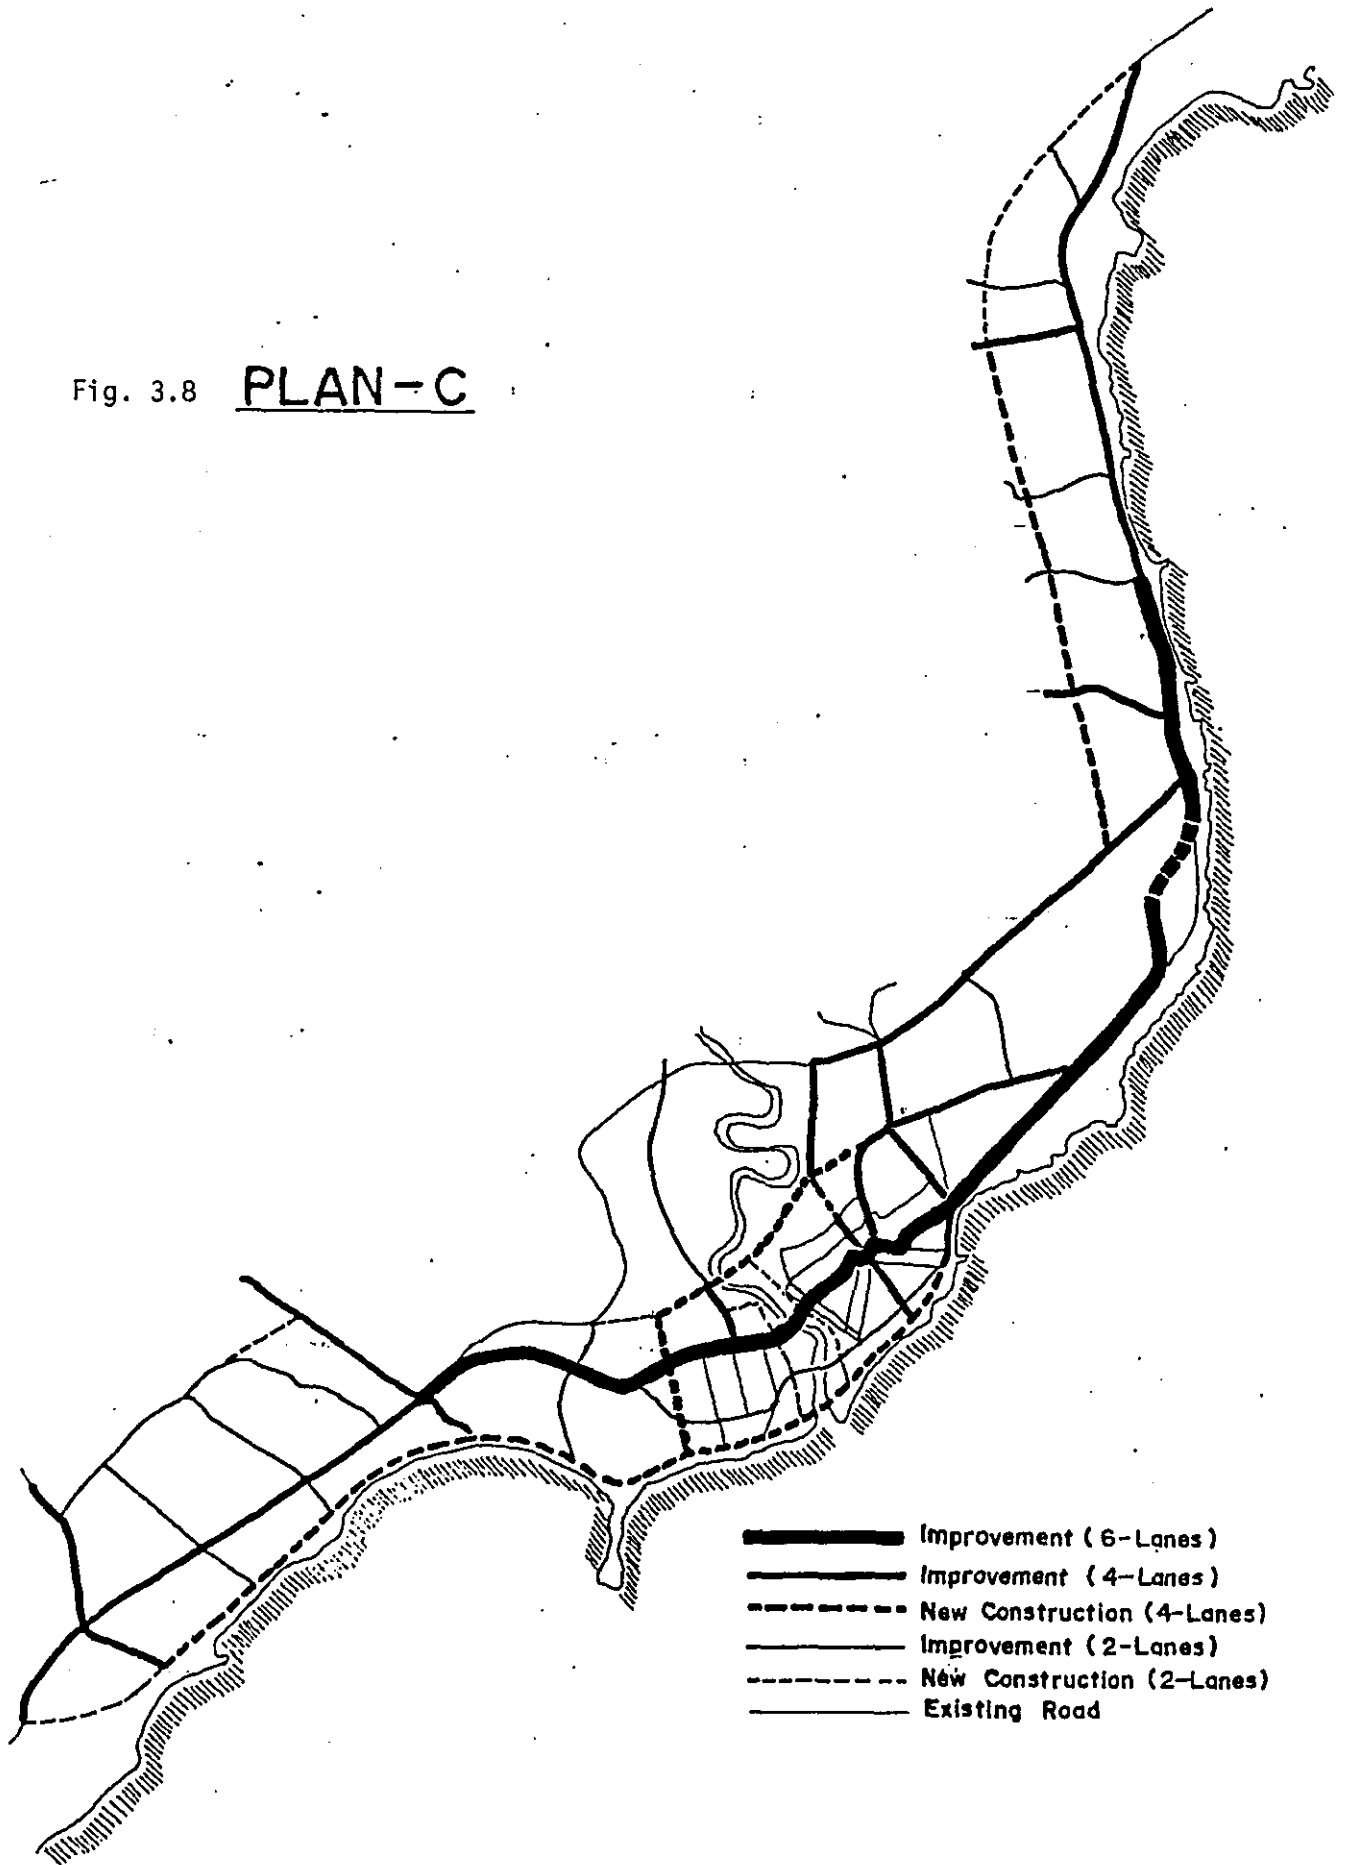 Fig. 3.8 PLAN-C
Improvement (6-Lanes)
Improvement (4-Lanes)
New Construction (4-Lanes)
Improvement (2-Lanes)
New Construction (2-Lanes)
Existing Road